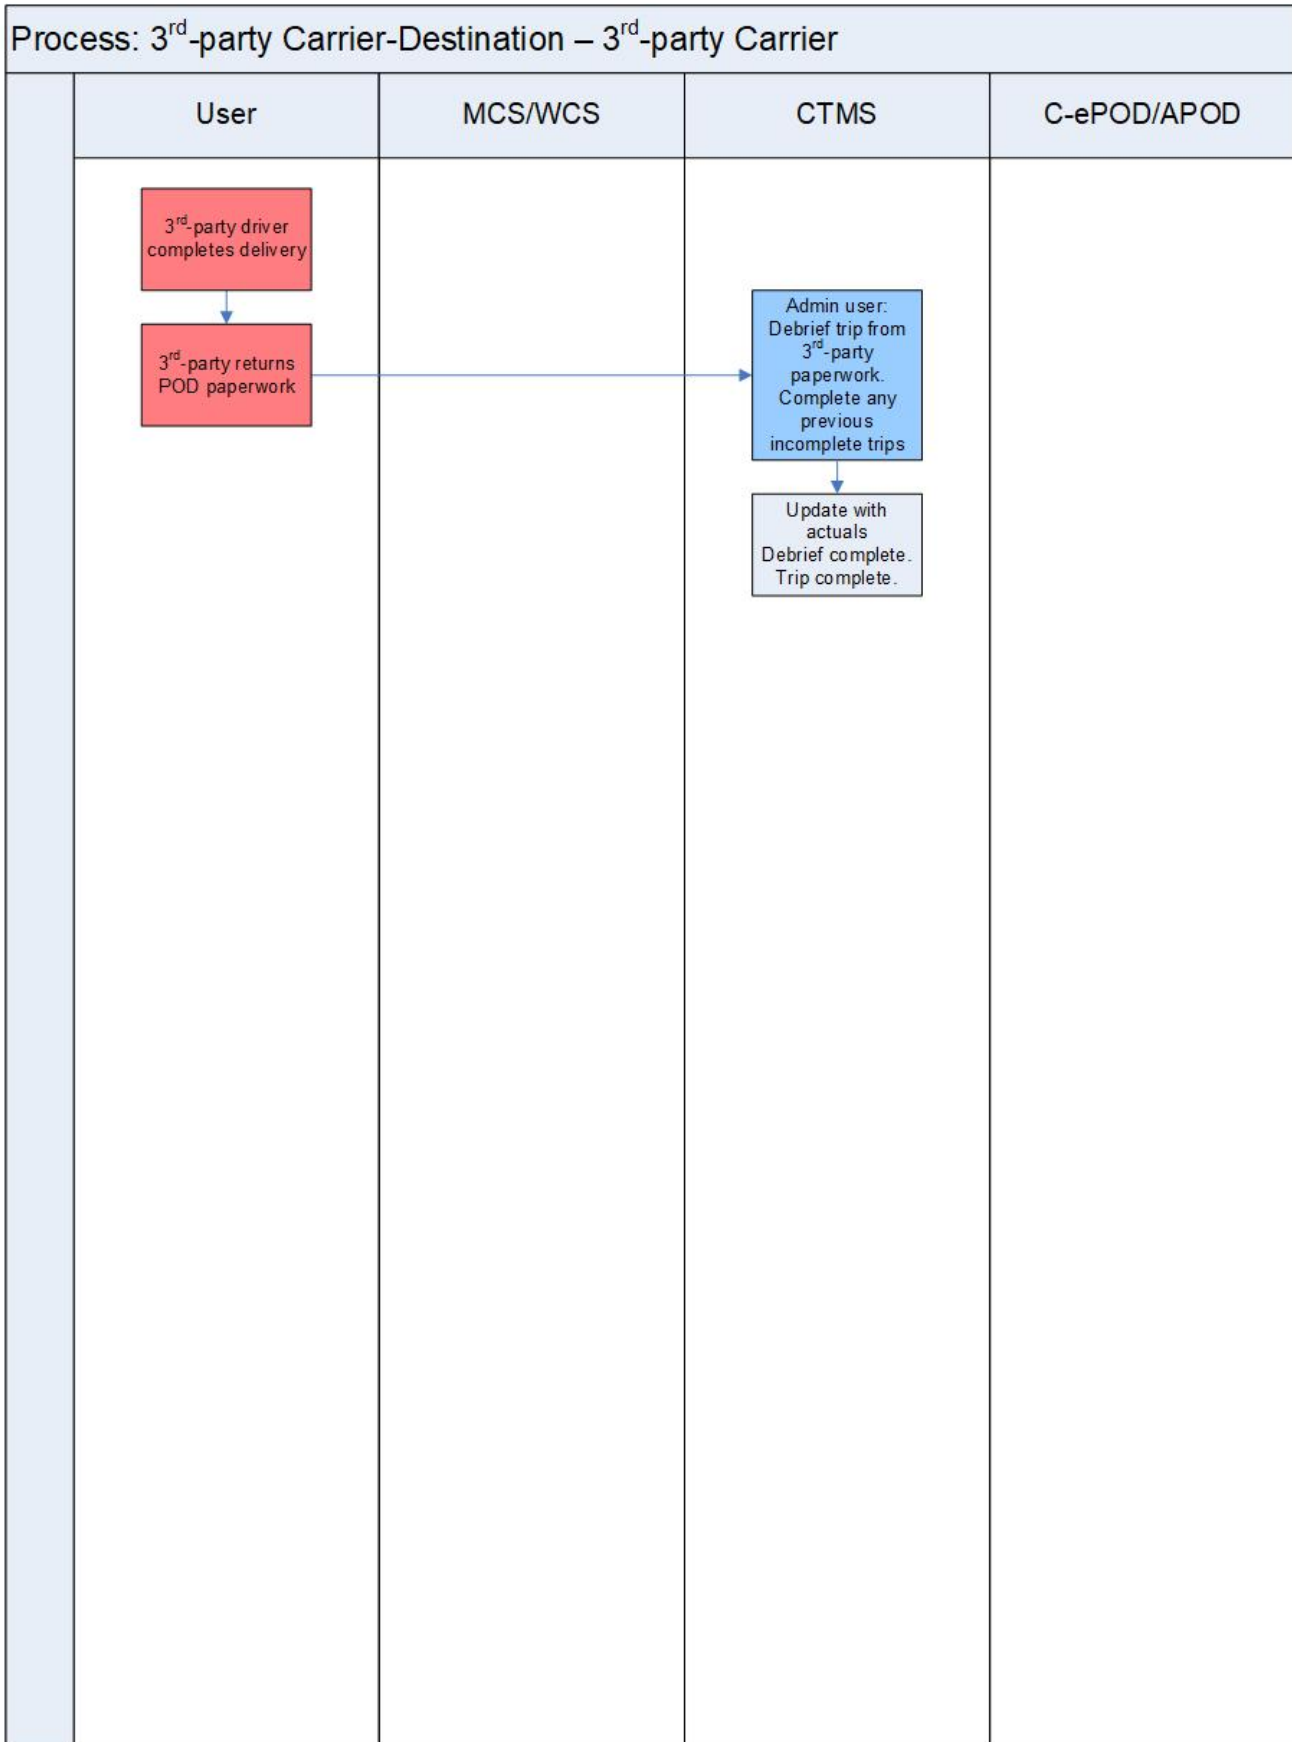 Process: 3rd-party Carrier-Destination – 3rd-party Carrier
User
MCS/WCS
CTMS
C-ePOD/APOD
3rd-party driver
completes delivery
3rd-party returns
POD paperwork
Admin user:
Debrief trip from
3rd-party
paperwork.
Complete any
previous
incomplete trips
Update with
actuals
Debrief complete.
Trip complete.